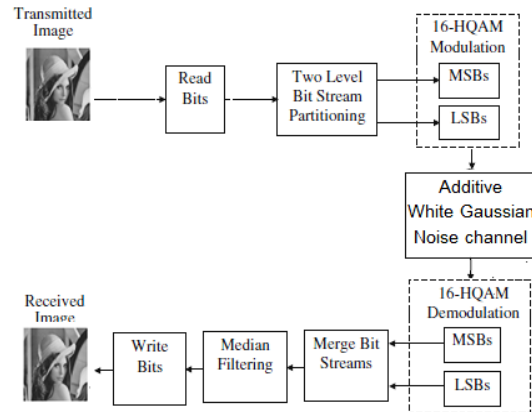 Transmitted
Image
Read
Bits
Two Level
Bit Stream
Partitioning
16-HQAM
Modulation
MSBs
LSBs
Additive
White Gaussian
Noise channel
16-HQAM
Demodulation
MSBs
LSBs
Merge Bit
Streams
Median
Filtering
Write
Bits
Received
Image